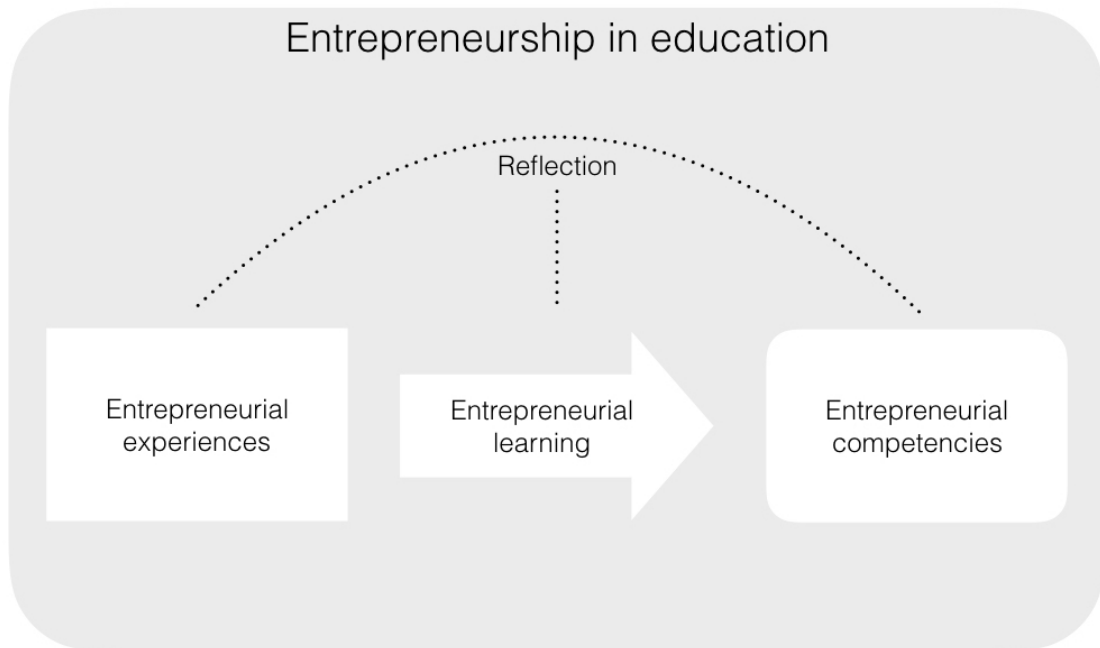 Entrepreneurship in education
Reflection
Entrepreneurial
experiences
Entrepreneurial
learning
Entrepreneurial
competencies